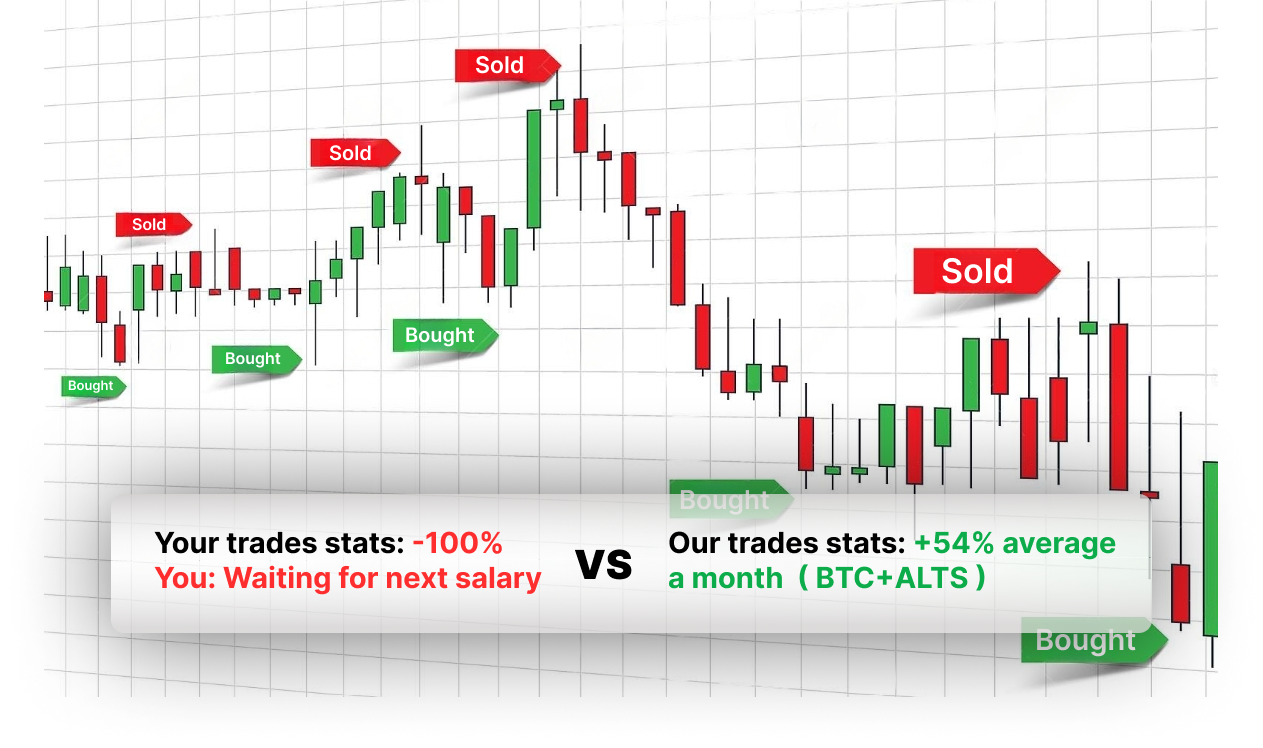 Sold
Sold
Sold
Sold
Bought
Bought
Bought
Bought
Your trades stats: -100%
You: Waiting for next salary
VS
Our trades stats: +54% average
a month ( BTC+ALTS )
Bought